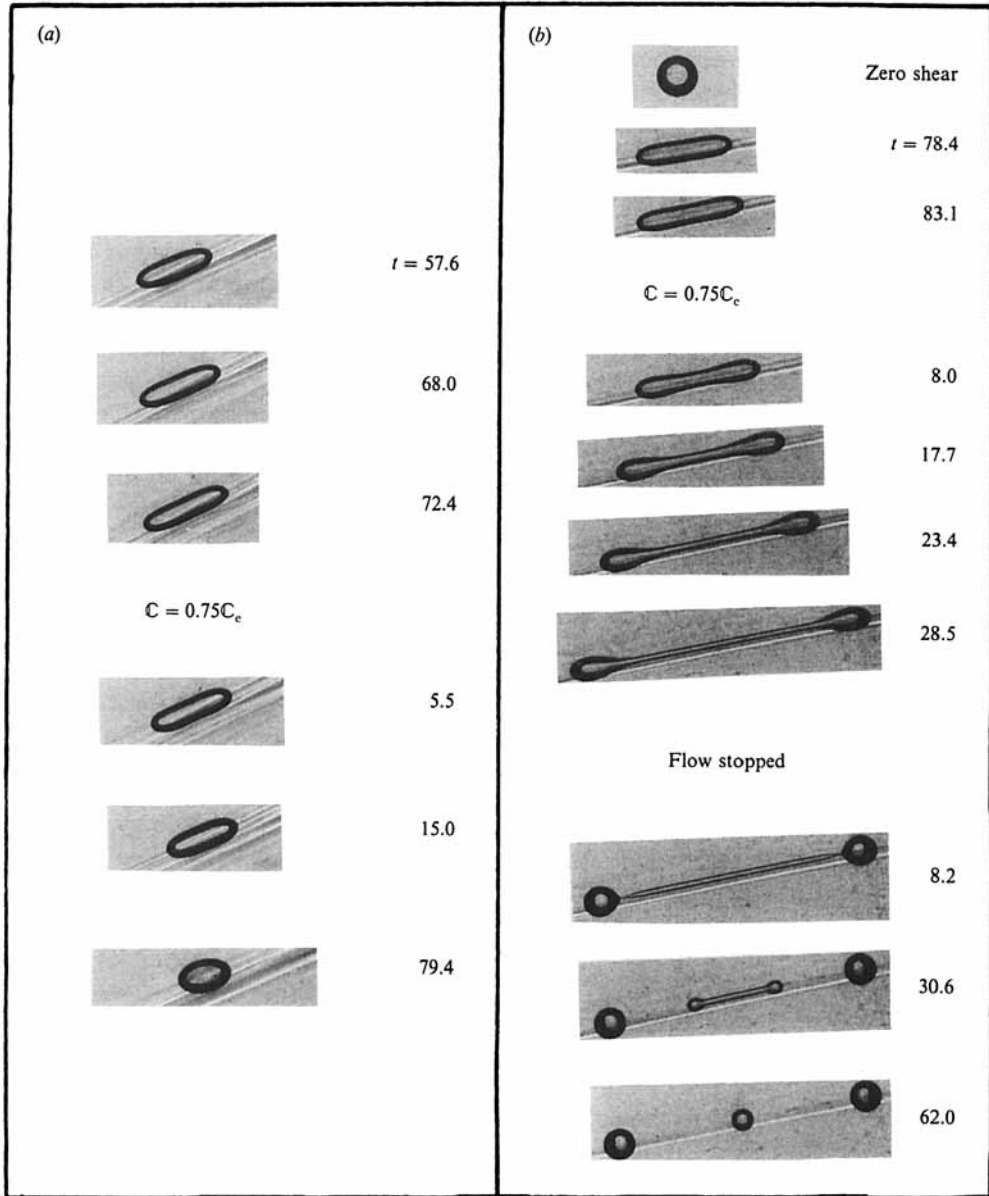 (a)
t = 57.6
68.0
72.4
ℂ = 0.75ℂc
5.5
15.0
79.4
(b)
Zero shear
t = 78.4
83.1
ℂ = 0.75ℂc
8.0
17.7
23.4
28.5
Flow stopped
8.2
30.6
62.0